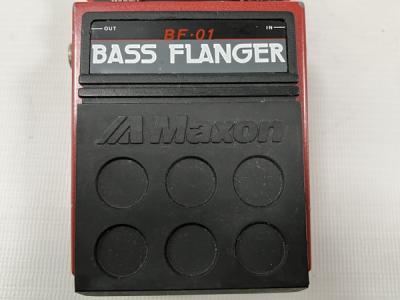 BF·01
OUT
IN
BASS FLANGER
Maxon